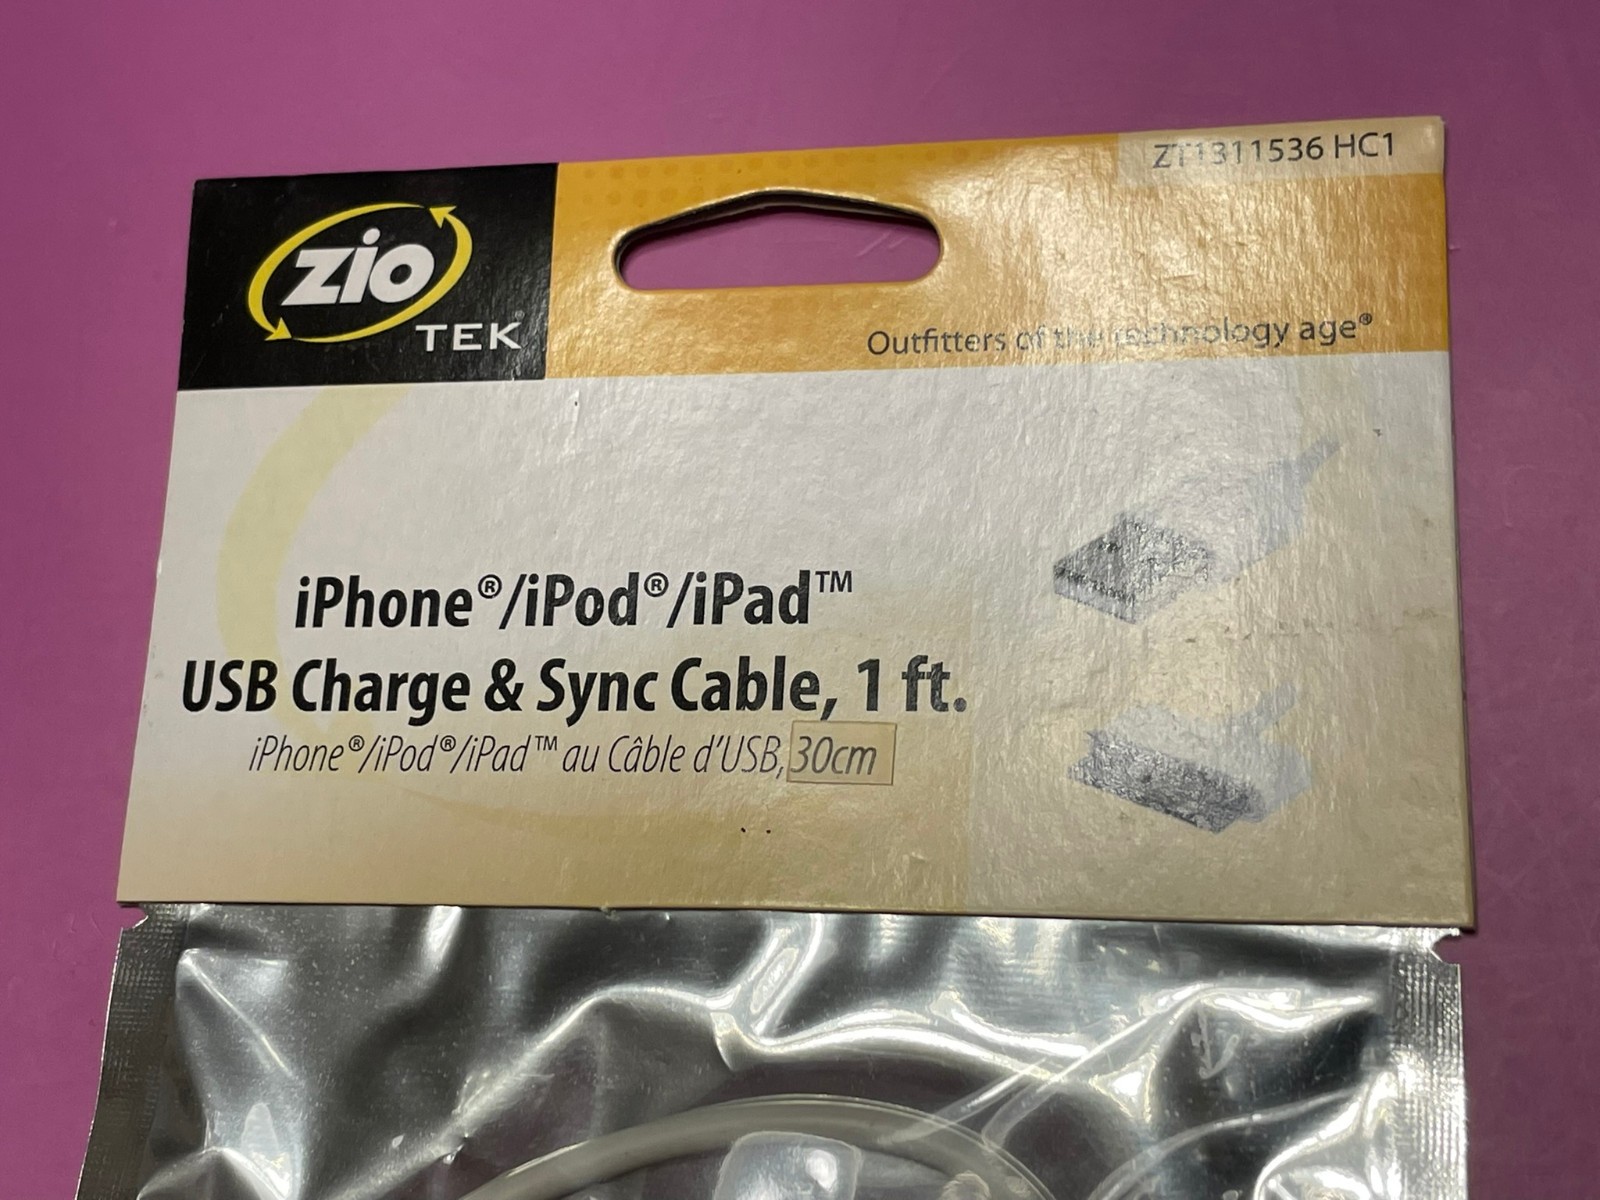 ZT1311536 HC1
zio
TEK®
Outfitters of the technology age®
iPhone®/iPod®/iPad™
USB Charge & Sync Cable, 1 ft.
iPhone®/iPod®/iPad™ au Câble d'USB, 30cm